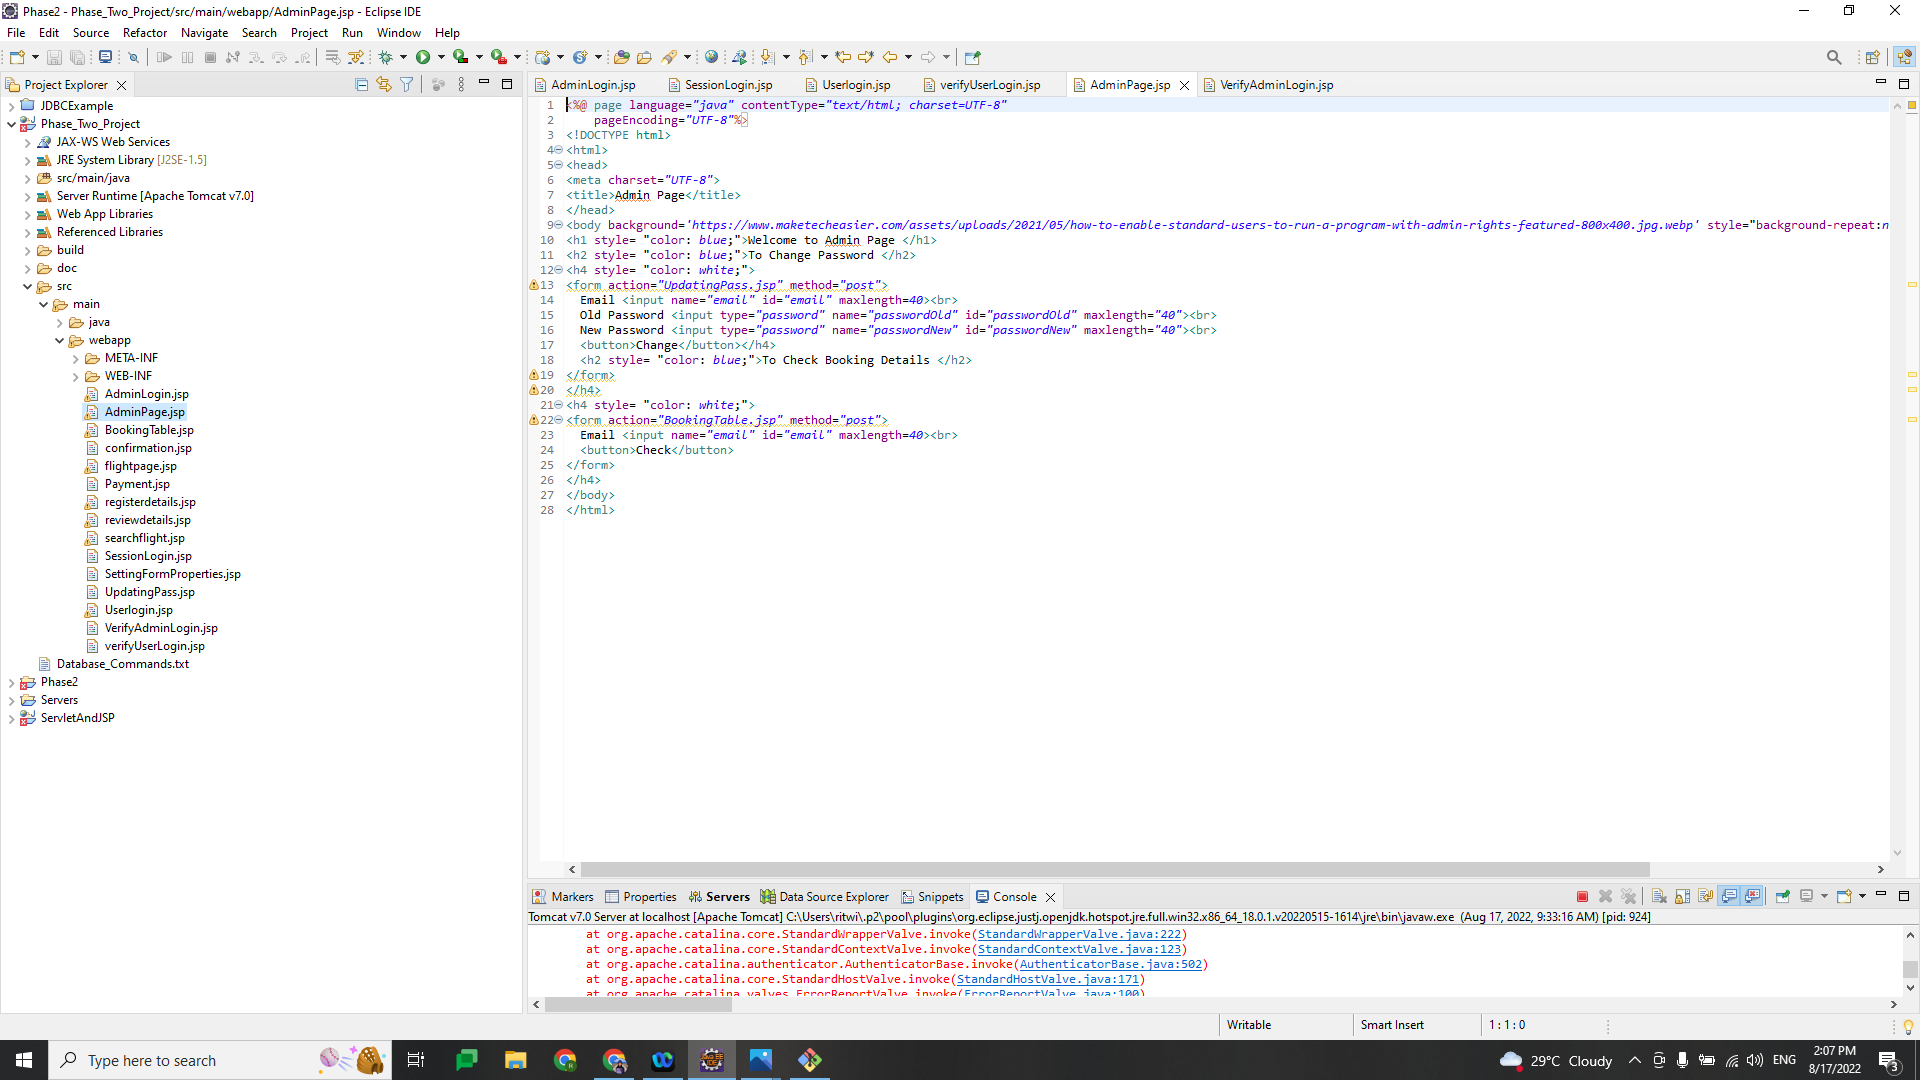 Phase2 - Phase_Two_Project/src/main/webapp/AdminPage.jsp - Eclipse IDE
File Edit Source Refactor Navigate Search Project Run Window Help
Project Explorer
JDBCExample
Phase_Two_Project
JAX-WS Web Services
JRE System Library [J2SE-1.5]
src/main/java
Server Runtime [Apache Tomcat v7.0]
Web App Libraries
Referenced Libraries
build
doc
src
main
java
webapp
META-INF
WEB-INF
AdminLogin.jsp
AdminPage.jsp
BookingTable.jsp
confirmation.jsp
flightpage.jsp
Payment.jsp
registerdetails.jsp
reviewdetails.jsp
searchflight.jsp
SessionLogin.jsp
SettingFormProperties.jsp
UpdatingPass.jsp
Userlogin.jsp
VerifyAdminLogin.jsp
verifyUserLogin.jsp
Database_Commands.txt
Phase2
Servers
ServletAndJSP
AdminLogin.jsp SessionLogin.jsp Userlogin.jsp verifyUserLogin.jsp AdminPage.jsp VerifyAdminLogin.jsp
1 <%@ page language="java" contentType="text/html; charset=UTF-8"
2 pageEncoding="UTF-8"%>
3 <!DOCTYPE html>
4 <html>
5 <head>
6 <meta charset="UTF-8">
7 <title>Admin Page</title>
8 </head>
9 <body background='https://www.maketecheasier.com/assets/uploads/2021/05/how-to-enable-standard-users-to-run-a-program-with-admin-rights-featured-800x400.jpg.webp' style="background-repeat:n
10 <h1 style= "color: blue;">Welcome to Admin Page </h1>
11 <h2 style= "color: blue;">To Change Password </h2>
12 <h4 style= "color: white;">
13 <form action="UpdatingPass.jsp" method="post">
14 Email <input name="email" id="email" maxlength=40><br>
15 Old Password <input type="password" name="passwordOld" id="passwordOld" maxlength="40"><br>
16 New Password <input type="password" name="passwordNew" id="passwordNew" maxlength="40"><br>
17 <button>Change</button></h4>
18 <h2 style= "color: blue;">To Check Booking Details </h2>
19 </form>
20 </h4>
21 <h4 style= "color: white;">
22 <form action="BookingTable.jsp" method="post">
23 Email <input name="email" id="email" maxlength=40><br>
24 <button>Check</button>
25 </form>
26 </h4>
27 </body>
28 </html>
Markers Properties Servers Data Source Explorer Snippets Console
Tomcat v7.0 Server at localhost [Apache Tomcat] C:\Users\ritwi\.p2\pool\plugins\org.eclipse.justj.openjdk.hotspot.jre.full.win32.x86_64_18.0.1.v20220515-1614\jre\bin\javaw.exe (Aug 17, 2022, 9:33:16 AM) [pid: 924]
at org.apache.catalina.core.StandardWrapperValve.invoke(StandardWrapperValve.java:222)
at org.apache.catalina.core.StandardContextValve.invoke(StandardContextValve.java:123)
at org.apache.catalina.authenticator.AuthenticatorBase.invoke(AuthenticatorBase.java:502)
at org.apache.catalina.core.StandardHostValve.invoke(StandardHostValve.java:171)
at org.apache.catalina.valves.ErrorReportValve.invoke(ErrorReportValve.java:100)
Writable Smart Insert 1 : 1 : 0
Type here to search
29°C Cloudy
ENG
2:07 PM
8/17/2022
3